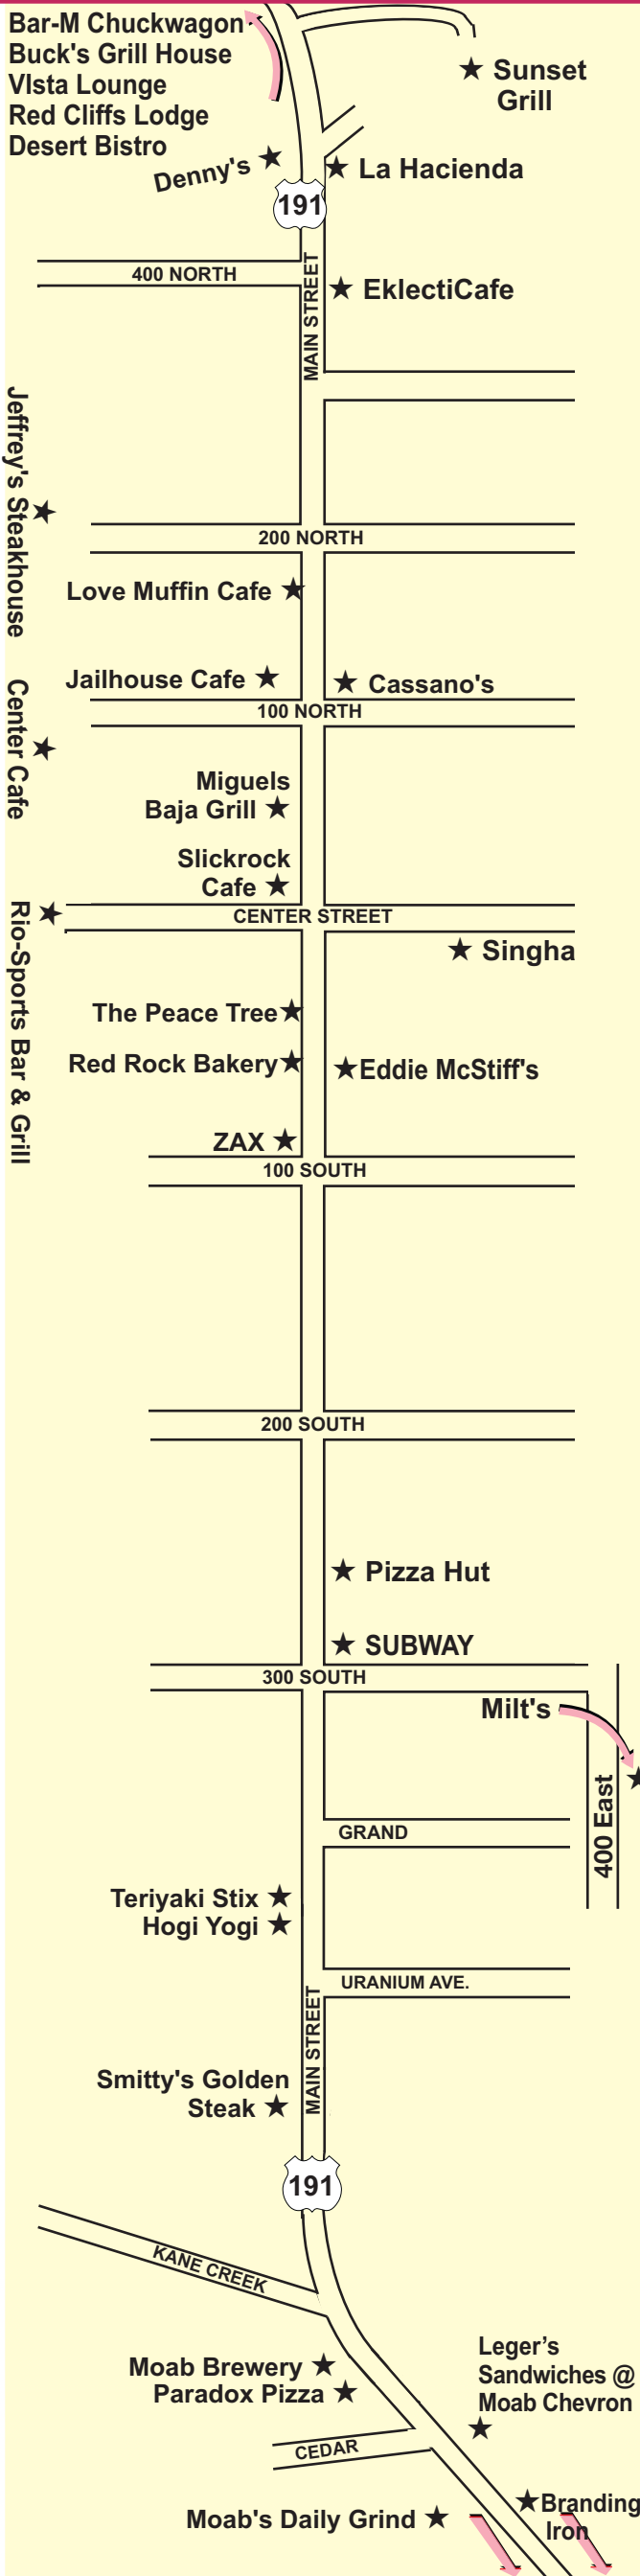 Bar-M Chuckwagon
Buck's Grill House
VIsta Lounge
Red Cliffs Lodge
Desert Bistro
Sunset
Grill
Denny's
La Hacienda
191
400 NORTH
MAIN STREET
EklectiCafe
Jeffrey's Steakhouse
200 NORTH
Love Muffin Cafe
Jailhouse Cafe
Cassano's
100 NORTH
Center Cafe
Miguels
Baja Grill
Slickrock
Cafe
CENTER STREET
Rio-Sports Bar & Grill
Singha
The Peace Tree
Red Rock Bakery
Eddie McStiff's
ZAX
100 SOUTH
200 SOUTH
Pizza Hut
SUBWAY
300 SOUTH
Milt's
400 East
GRAND
Teriyaki Stix
Hogi Yogi
URANIUM AVE.
MAIN STREET
Smitty's Golden
Steak
191
KANE CREEK
Moab Brewery
Paradox Pizza
Leger’s
Sandwiches @
Moab Chevron
CEDAR
Branding
Iron
Moab's Daily Grind